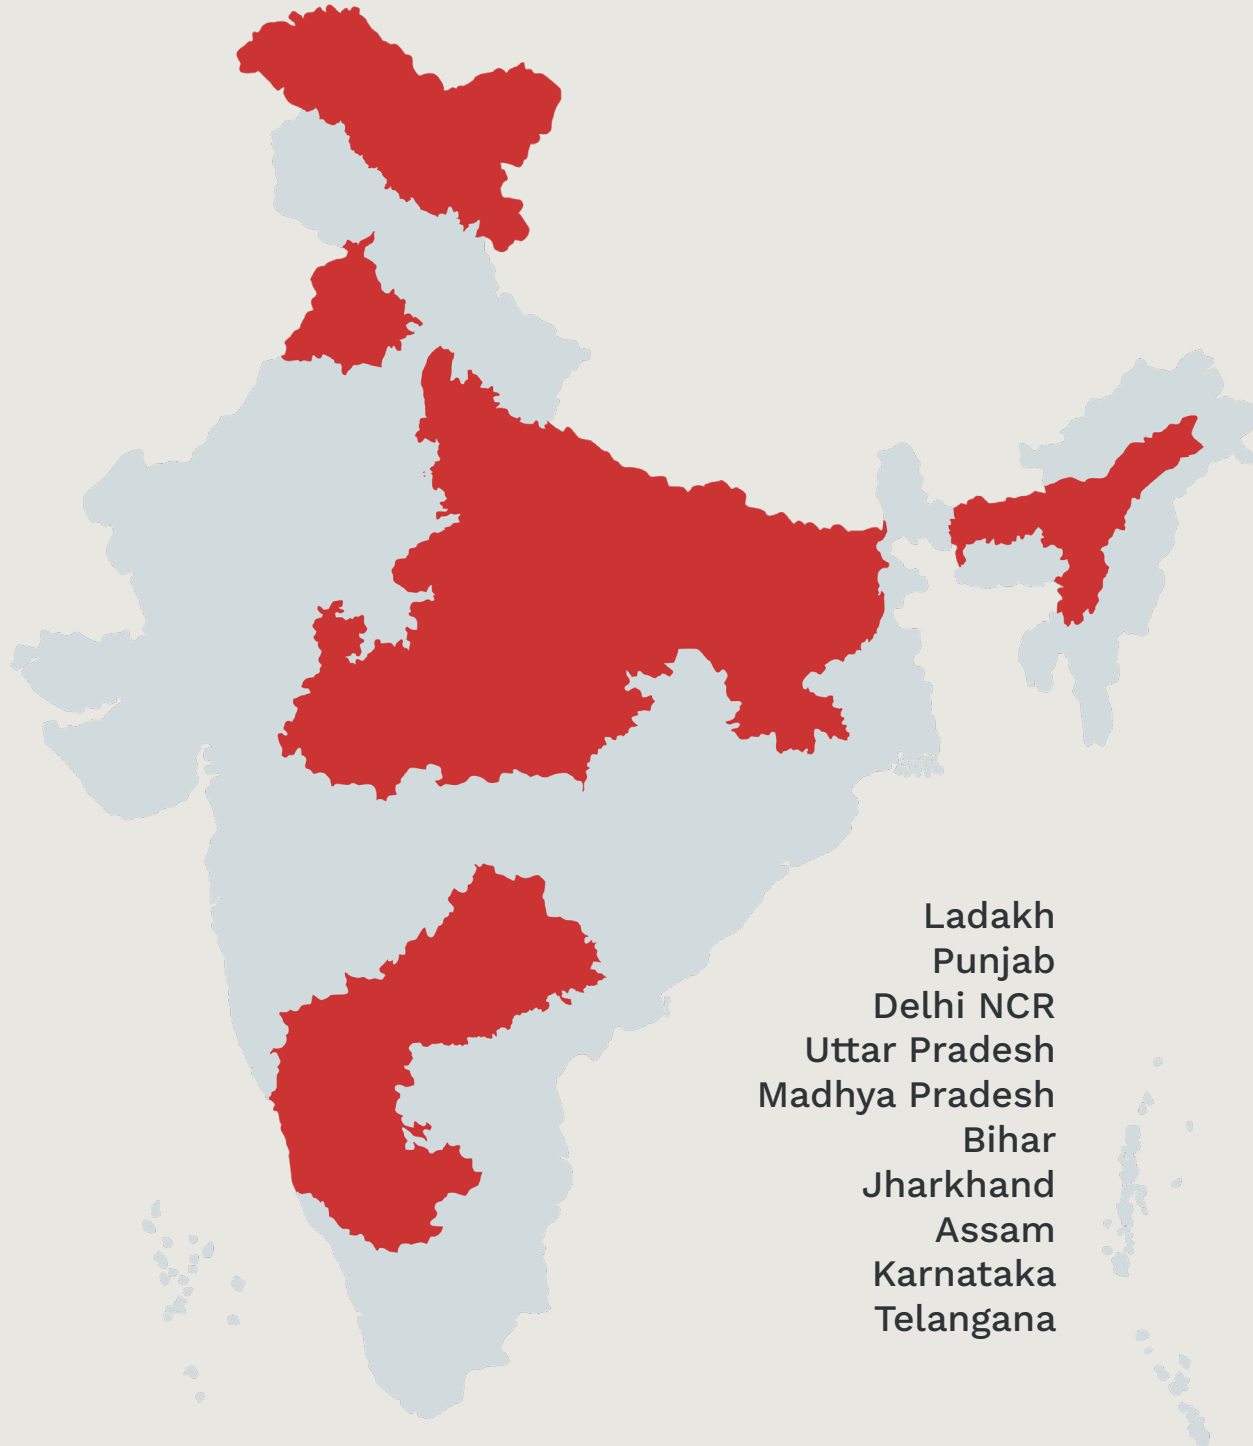 Ladakh
Punjab
Delhi NCR
Uttar Pradesh
Madhya Pradesh
Bihar
Jharkhand
Assam
Karnataka
Telangana